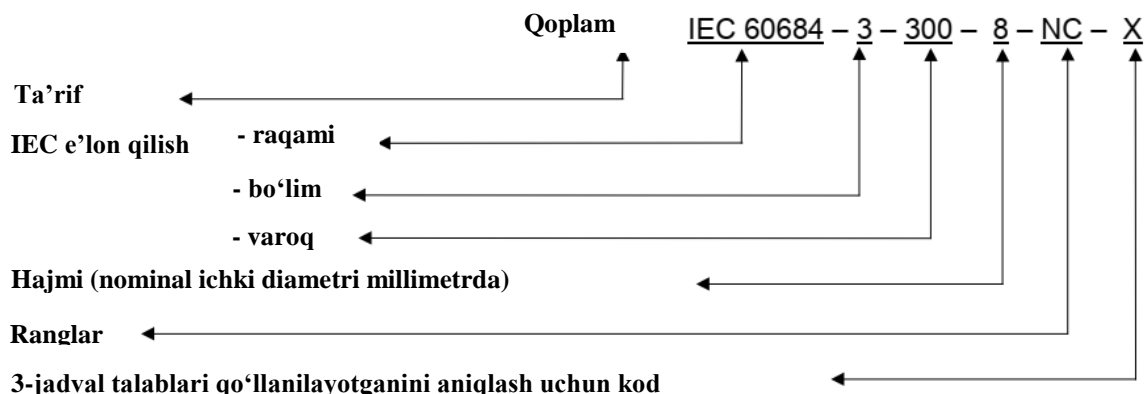 Qoplam IEC 60684 – 3 – 300 – 8 – NC – X
Ta’rif
IEC e’lon qilish - raqami
- bo‘lim
- varoq
Hajmi (nominal ichki diametri millimetrda)
Ranglar
3-jadval talablari qo‘llanilayotganini aniqlash uchun kod